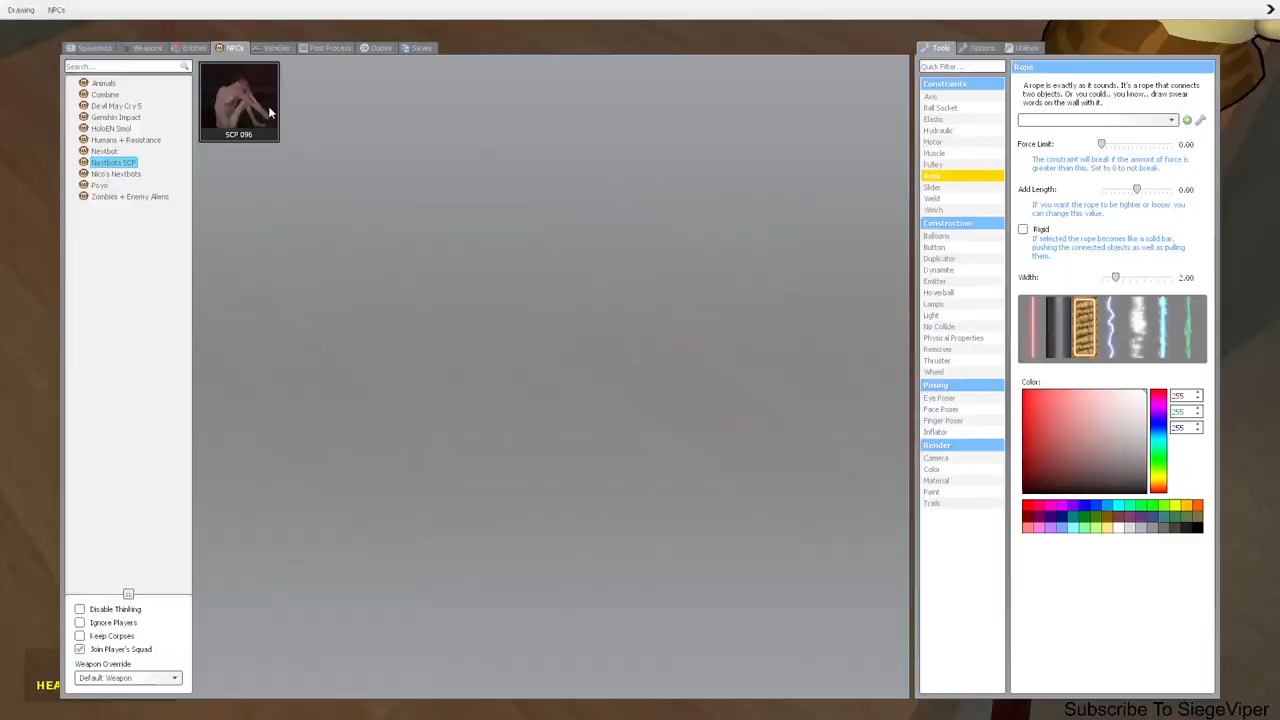 Drawing NPCs
Spawnlists Weapons Entities NPCs Vehicles Post Process Dupes Saves
Search...
Animals
Combine
Devil May Cry 5
Genshin Impact
HoloEN Smol
Humans + Resistance
Nextbot
Nextbots SCP
Nico's Nextbots
Poyo
Zombies + Enemy Aliens
SCP 096
Disable Thinking
Ignore Players
Keep Corpses
Join Player's Squad
Weapon Override
Default Weapon
HEA
Tools Options Utilities
Quick Filter...
Constraints
Axis
Ball Socket
Elastic
Hydraulic
Motor
Muscle
Pulley
Rope
Slider
Weld
Winch
Construction
Balloons
Button
Duplicator
Dynamite
Emitter
Hoverball
Lamps
Light
No Collide
Physical Properties
Remover
Thruster
Wheel
Posing
Eye Poser
Face Poser
Finger Poser
Inflator
Render
Camera
Color
Material
Paint
Trails
Rope
A rope is exactly as it sounds. It's a rope that connects
two objects. Or you could.. you know.. draw swear
words on the wall with it.
Force Limit: 0.00
The constraint will break if the amount of force is
greater than this. Set to 0 to not break.
Add Length: 0.00
If you want the rope to be tighter or looser you
can change this value.
Rigid
If selected the rope becomes like a solid bar,
pushing the connected objects as well as pulling
them.
Width: 2.00
Color:
255
255
255
Subscribe To SiegeViper